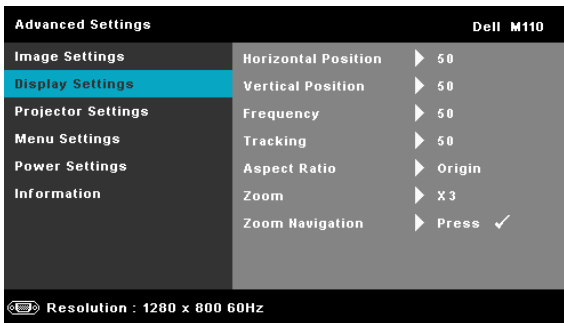 Advanced Settings Dell M110
Image Settings Horizontal Position 50
Display Settings Vertical Position 50
Projector Settings Frequency 50
Menu Settings Tracking 50
Power Settings Aspect Ratio Origin
Information Zoom X3
Zoom Navigation Press ✓
Resolution : 1280 x 800 60Hz